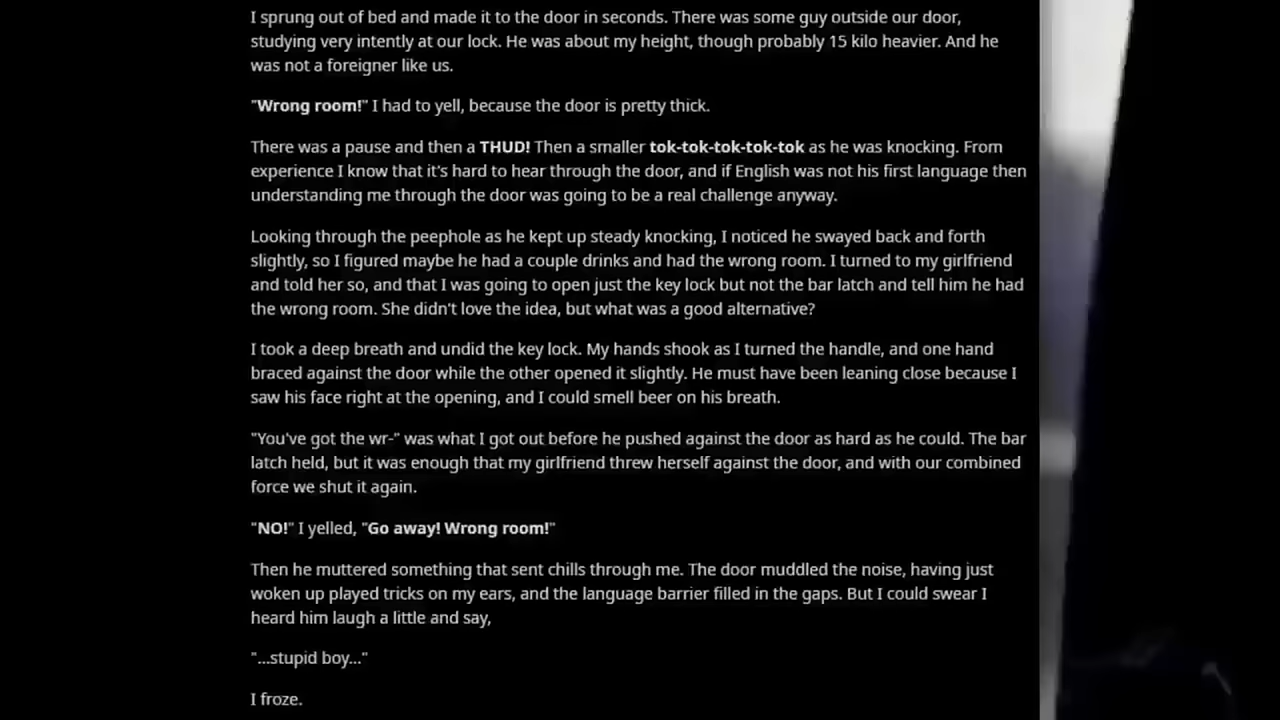 I sprung out of bed and made it to the door in seconds. There was some guy outside our door,
studying very intently at our lock. He was about my height, though probably 15 kilo heavier. And he
was not a foreigner like us.
"Wrong room!" I had to yell, because the door is pretty thick.
There was a pause and then a THUD! Then a smaller tok-tok-tok-tok-tok as he was knocking. From
experience I know that it's hard to hear through the door, and if English was not his first language then
understanding me through the door was going to be a real challenge anyway.
Looking through the peephole as he kept up steady knocking, I noticed he swayed back and forth
slightly, so I figured maybe he had a couple drinks and had the wrong room. I turned to my girlfriend
and told her so, and that I was going to open just the key lock but not the bar latch and tell him he had
the wrong room. She didn't love the idea, but what was a good alternative?
I took a deep breath and undid the key lock. My hands shook as I turned the handle, and one hand
braced against the door while the other opened it slightly. He must have been leaning close because I
saw his face right at the opening, and I could smell beer on his breath.
"You've got the wr-" was what I got out before he pushed against the door as hard as he could. The bar
latch held, but it was enough that my girlfriend threw herself against the door, and with our combined
force we shut it again.
"NO!" I yelled, "Go away! Wrong room!"
Then he muttered something that sent chills through me. The door muddled the noise, having just
woken up played tricks on my ears, and the language barrier filled in the gaps. But I could swear I
heard him laugh a little and say,
"...stupid boy..."
I froze.